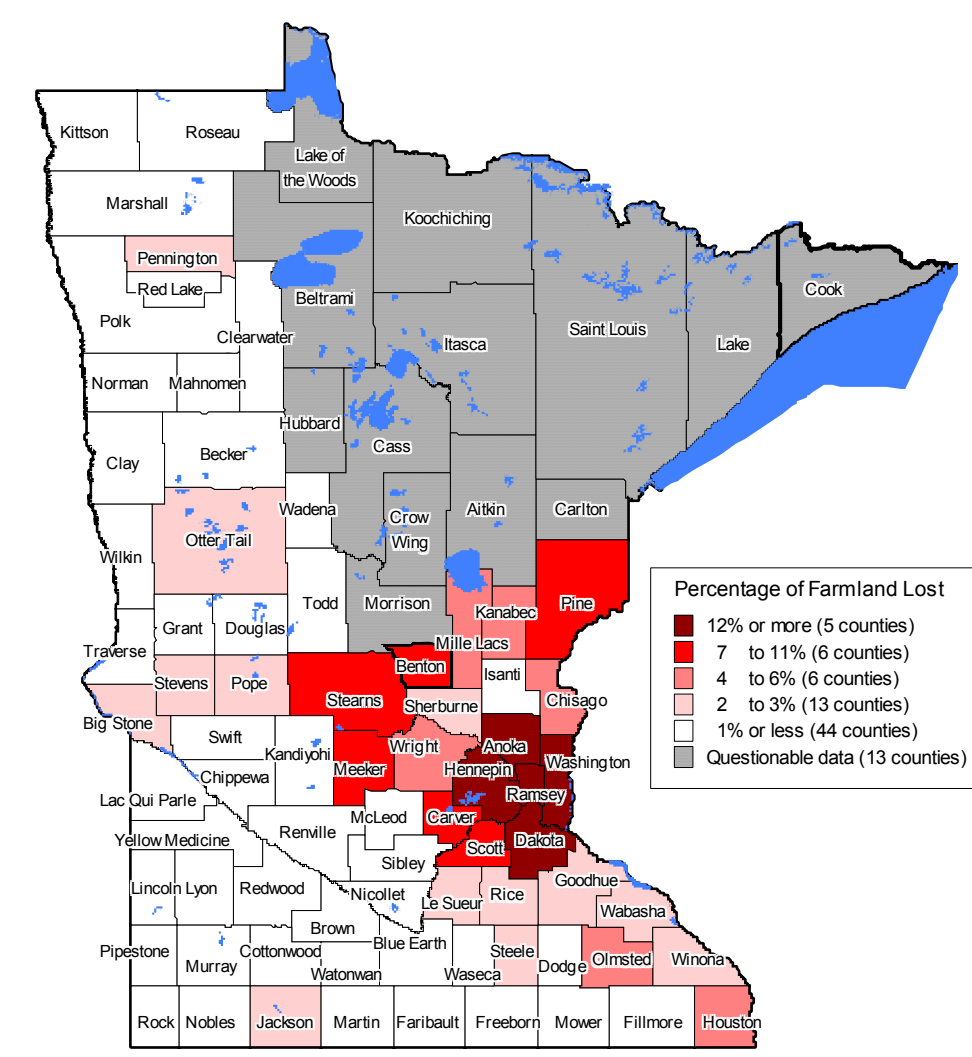 Kittson
Roseau
Lake of
the Woods
Marshall
Koochiching
Pennington
Red Lake
Cook
Beltrami
Polk
Saint Louis
Clearwater
Itasca
Lake
Norman
Mahnomen
Hubbard
Cass
Becker
Clay
Wadena
Crow
Wing
Aitkin
Carlton
Otter Tail
Wilkin
Percentage of Farmland Lost
12% or more (5 counties)
7 to 11% (6 counties)
4 to 6% (6 counties)
2 to 3% (13 counties)
1% or less (44 counties)
Questionable data (13 counties)
Todd
Morrison
Kanabec
Pine
Grant
Douglas
Mille Lacs
Traverse
Benton
Isanti
Stevens
Pope
Stearns
Sherburne
Chisago
Big Stone
Swift
Kandiyohi
Wright
Anoka
Meeker
Hennepin
Washington
Chippewa
Ramsey
Lac Qui Parle
McLeod
Carver
Renville
Yellow Medicine
Dakota
Scott
Sibley
Lincoln
Lyon
Redwood
Nicollet
Le Sueur
Rice
Goodhue
Wabasha
Brown
Blue Earth
Pipestone
Murray
Cottonwood
Watonwan
Waseca
Steele
Dodge
Olmsted
Winona
Rock
Nobles
Jackson
Martin
Faribault
Freeborn
Mower
Fillmore
Houston